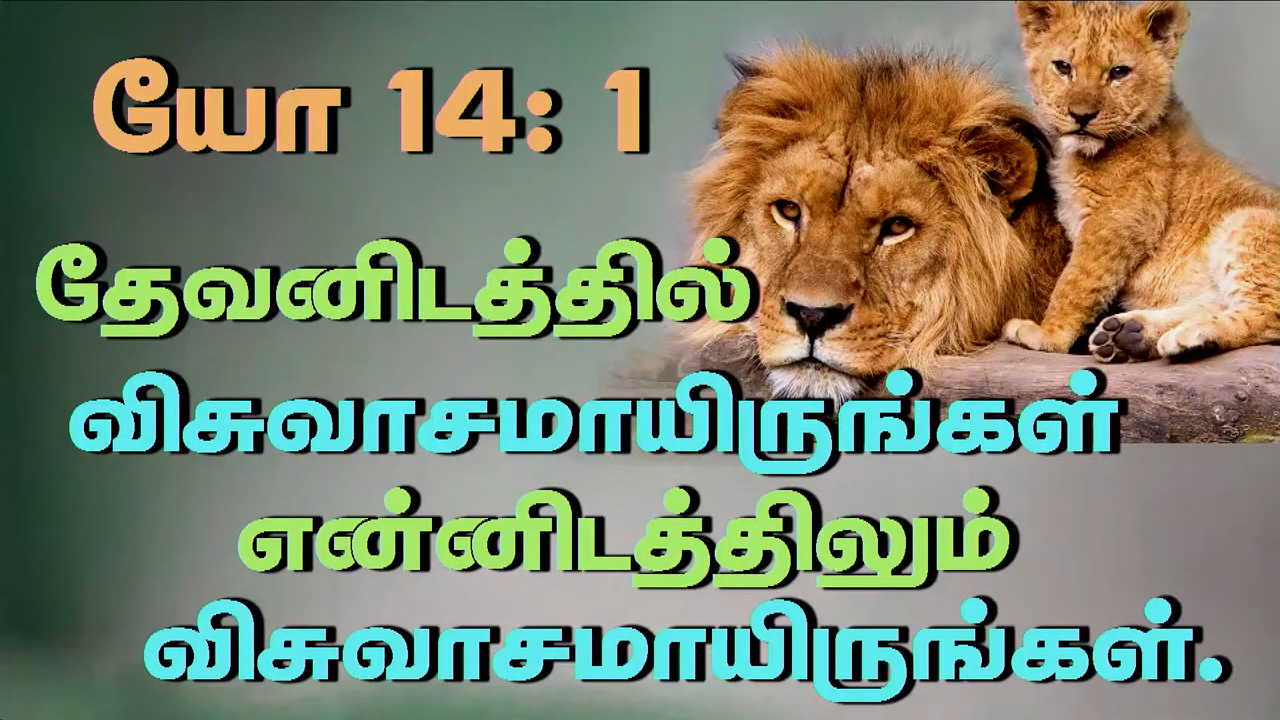 யோ 14: 1
தேவனிடத்தில்
விசுவாசமாயிருங்கள்
என்னிடத்திலும்
விசுவாசமாயிருங்கள்.